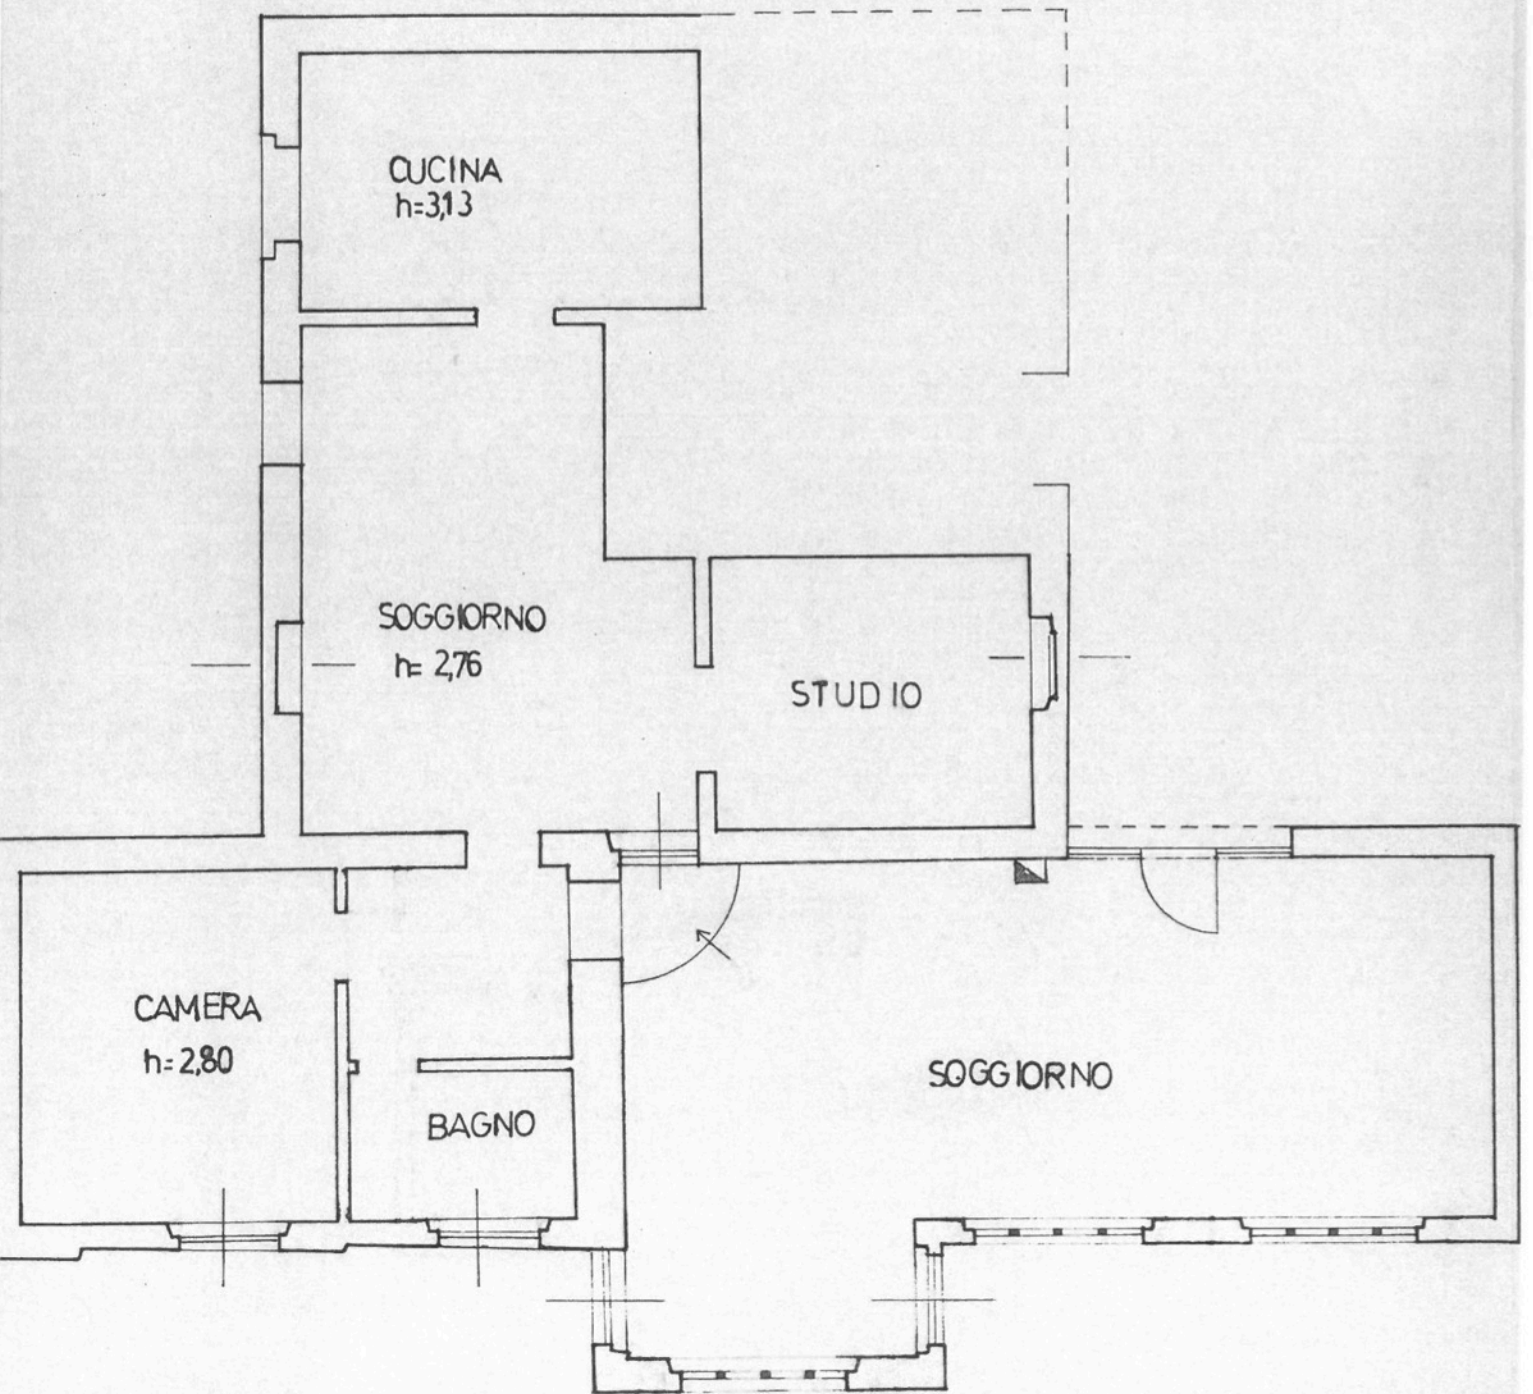 CUCINA
h=3,13
SOGGIORNO
h= 2,76
STUDIO
CAMERA
h=2,80
BAGNO
SOGGIORNO